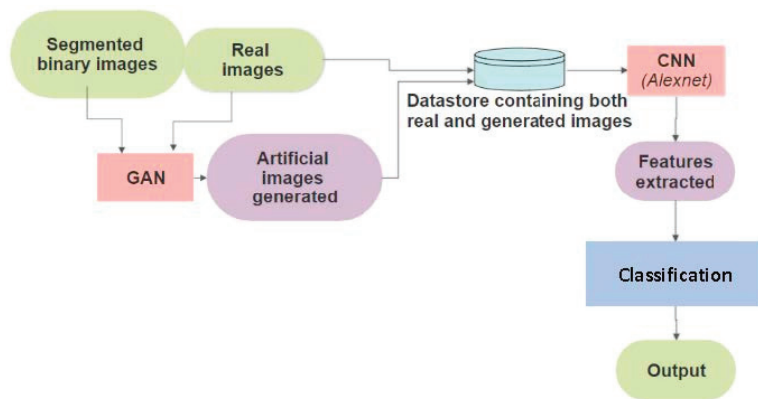 Segmented
binary images
Real
images
GAN
Artificial
images
generated
Datastore containing both
real and generated images
CNN
(Alexnet)
Features
extracted
Classification
Output